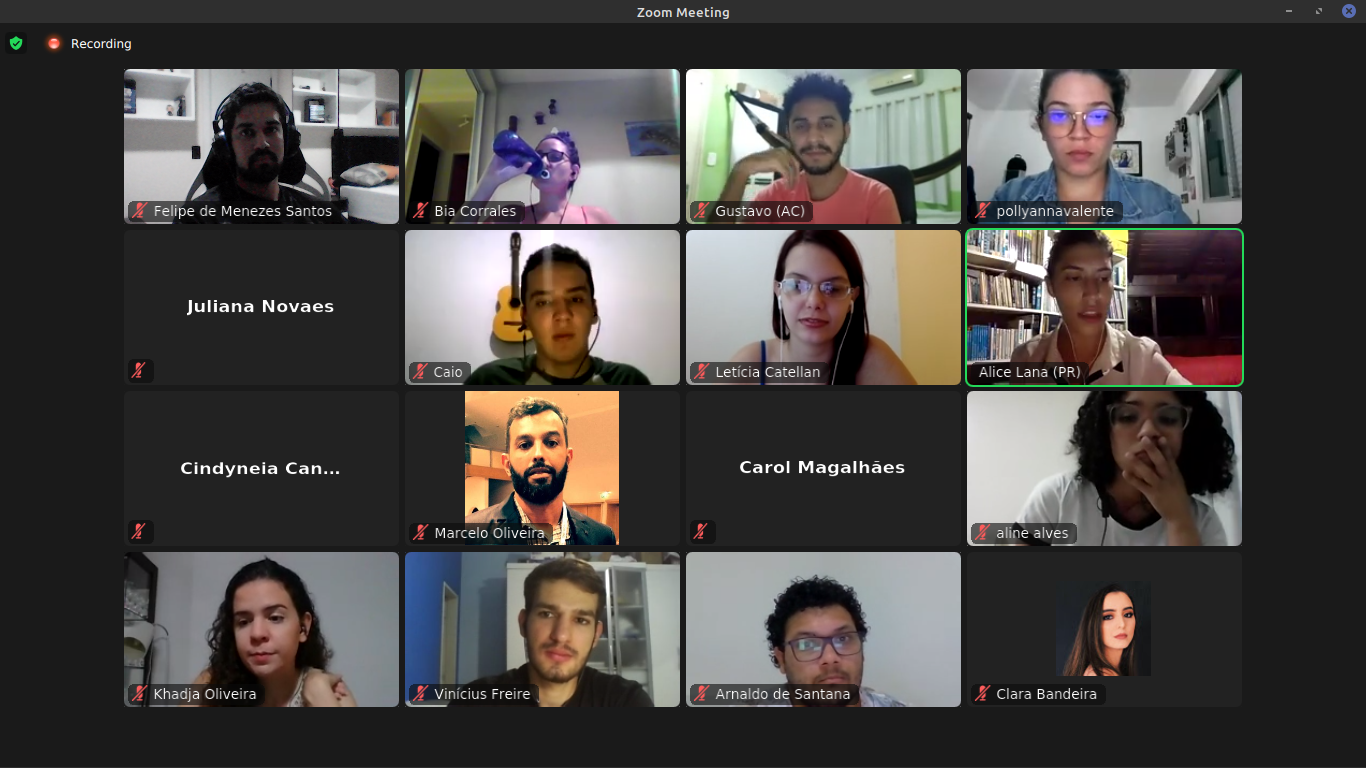 Zoom Meeting
Recording
Felipe de Menezes Santos
Bia Corrales
Gustavo (AC)
pollyannavalente
Juliana Novaes
Caio
Letícia Catellan
Alice Lana (PR)
Cindyneia Can...
Marcelo Oliveira
Carol Magalhães
aline alves
Khadja Oliveira
Vinícius Freire
Arnaldo de Santana
Clara Bandeira